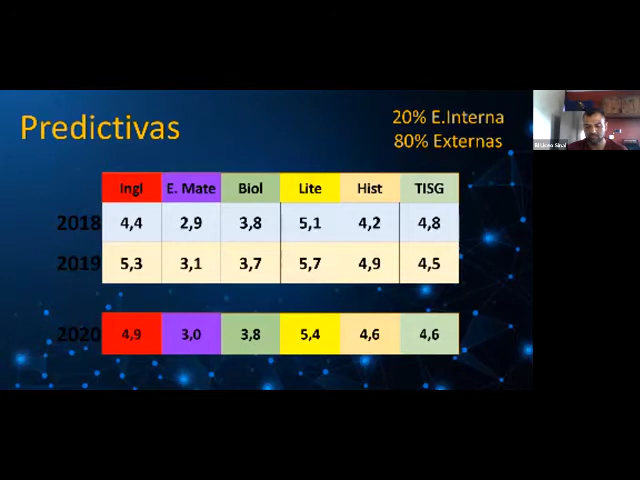 Predictivas
20% E.Interna
80% Externas
Ingl E. Mate Biol Lite Hist TISG
2018 4,4 2,9 3,8 5,1 4,2 4,8
2019 5,3 3,1 3,7 5,7 4,9 4,5
2020 4,9 3,0 3,8 5,4 4,6 4,6